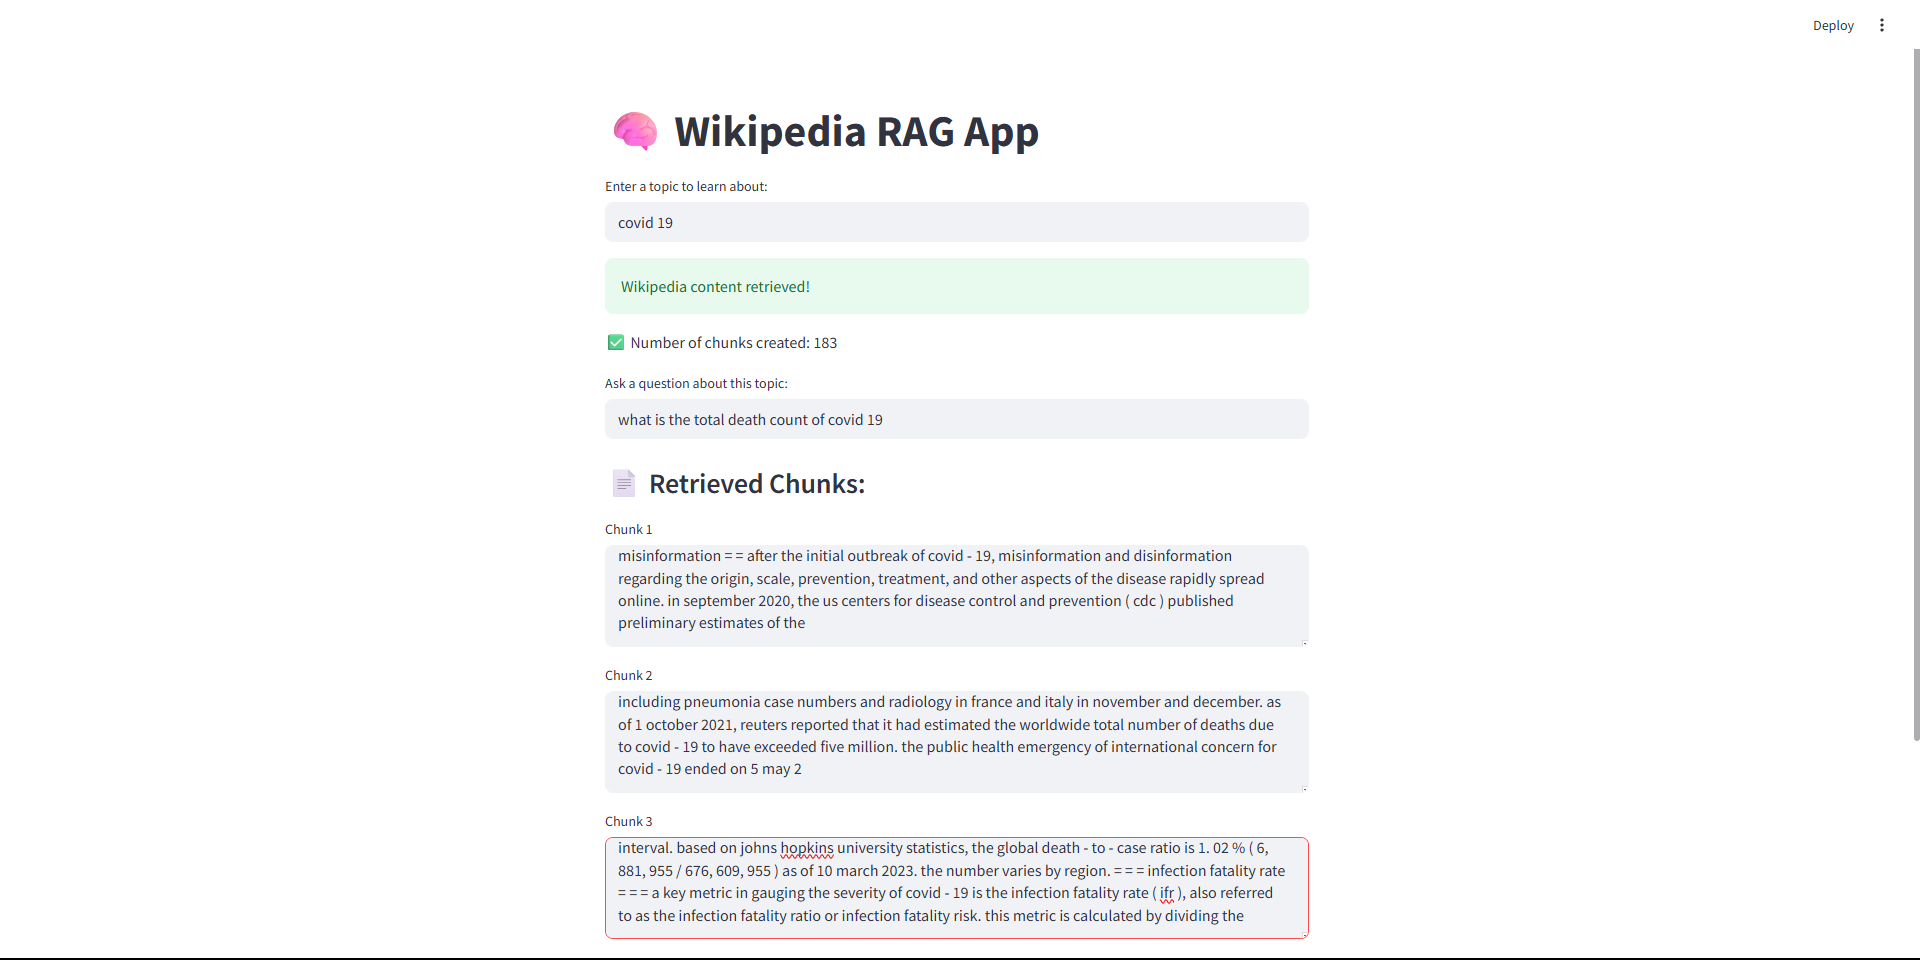 Deploy
Wikipedia RAG App
Enter a topic to learn about:
covid 19
Wikipedia content retrieved!
Number of chunks created: 183
Ask a question about this topic:
what is the total death count of covid 19
Retrieved Chunks:
Chunk 1
misinformation = = after the initial outbreak of covid - 19, misinformation and disinformation
regarding the origin, scale, prevention, treatment, and other aspects of the disease rapidly spread
online. in september 2020, the us centers for disease control and prevention ( cdc ) published
preliminary estimates of the
Chunk 2
including pneumonia case numbers and radiology in france and italy in november and december. as
of 1 october 2021, reuters reported that it had estimated the worldwide total number of deaths due
to covid - 19 to have exceeded five million. the public health emergency of international concern for
covid - 19 ended on 5 may 2
Chunk 3
interval. based on johns hopkins university statistics, the global death - to - case ratio is 1. 02 % ( 6,
881, 955 / 676, 609, 955 ) as of 10 march 2023. the number varies by region. = = = infection fatality rate
= = = a key metric in gauging the severity of covid - 19 is the infection fatality rate ( ifr ), also referred
to as the infection fatality ratio or infection fatality risk. this metric is calculated by dividing the